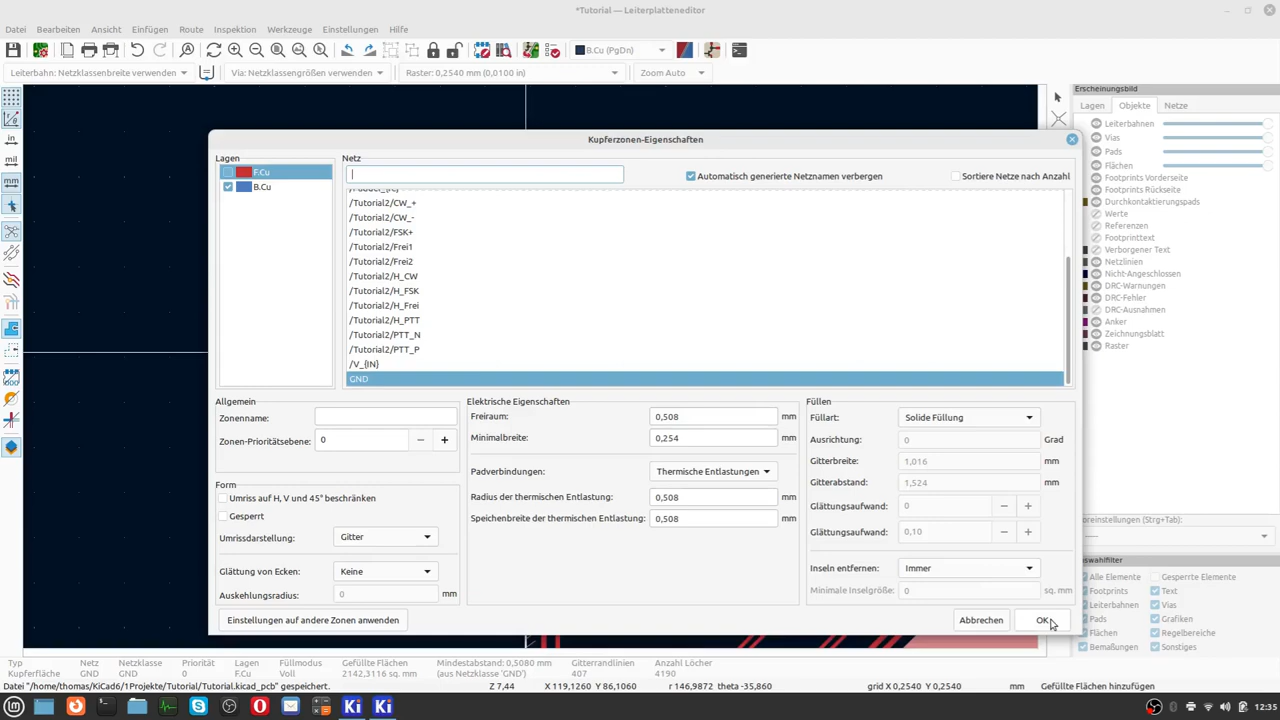 *Tutorial — Leiterplatteneditor
Datei Bearbeiten Ansicht Einfügen Route Inspektion Werkzeuge Einstellungen Hilfe
B.Cu (PgDn)
Leiterbahn: Netzklassenbreite verwenden Via: Netzklassengrößen verwenden Raster: 0,2540 mm (0,0100 in) Zoom Auto
Erscheinungsbild
Lagen Objekte Netze
Leiterbahnen
Vias
Pads
Flächen
Footprints Vorderseite
Footprints Rückseite
Durchkontaktierungspads
Werte
Referenzen
Footprinttext
Verborgener Text
Netzlinien
Nicht-Angeschlossen
DRC-Warnungen
DRC-Fehler
DRC-Ausnahmen
Anker
Zeichnungsblatt
Raster
in
mil
mm
Kupferzonen-Eigenschaften
Lagen
F.Cu
B.Cu
Netz
Automatisch generierte Netznamen verbergen
Sortiere Netze nach Anzahl
/Tutorial2/CW_+
/Tutorial2/CW_-
/Tutorial2/FSK+
/Tutorial2/Frei1
/Tutorial2/Frei2
/Tutorial2/H_CW
/Tutorial2/H_FSK
/Tutorial2/H_Frei
/Tutorial2/H_PTT
/Tutorial2/PTT_N
/Tutorial2/PTT_P
/V_{IN}
GND
Allgemein
Zonenname:
Zonen-Prioritätsebene: 0
Form
Umriss auf H, V und 45° beschränken
Gesperrt
Umrissdarstellung: Gitter
Glättung von Ecken: Keine
Auskehlungsradius: 0 mm
Elektrische Eigenschaften
Freiraum: 0,508 mm
Minimalbreite: 0,254 mm
Padverbindungen: Thermische Entlastungen
Radius der thermischen Entlastung: 0,508 mm
Speichenbreite der thermischen Entlastung: 0,508 mm
Füllen
Füllart: Solide Füllung
Ausrichtung: 0 Grad
Gitterbreite: 1,016 mm
Gitterabstand: 1,524 mm
Glättungsaufwand: 0
Glättungsaufwand: 0,10
Inseln entfernen: Immer
Minimale Inselgröße: 0 sq. mm
Einstellungen auf andere Zonen anwenden
Abbrechen OK
oreinstellungen (Strg+Tab):
----
uswahlfilter
Alle Elemente Gesperrte Elemente
Footprints Text
Leiterbahnen Vias
Pads Grafiken
Flächen Regelbereiche
Bemaßungen Sonstiges
Typ Netz Netzklasse Priorität Lagen Füllmodus Gefüllte Flächen Mindestabstand: 0,5080 mm Gitterrandlinien Anzahl Löcher
Kupferfläche GND GND 0 F.Cu Voll 2142,3116 sq. mm (aus Netzklasse 'GND') 407 4190
Datei "/home/thomas/KiCad6/1Projekte/Tutorial/Tutorial.kicad_pcb" gespeichert. Z 7,44 X 119,1260 Y 86,1060 r 146,9872 theta -35,860 grid X 0,2540 Y 0,2540 mm Gefüllte Flächen hinzufügen
12:35